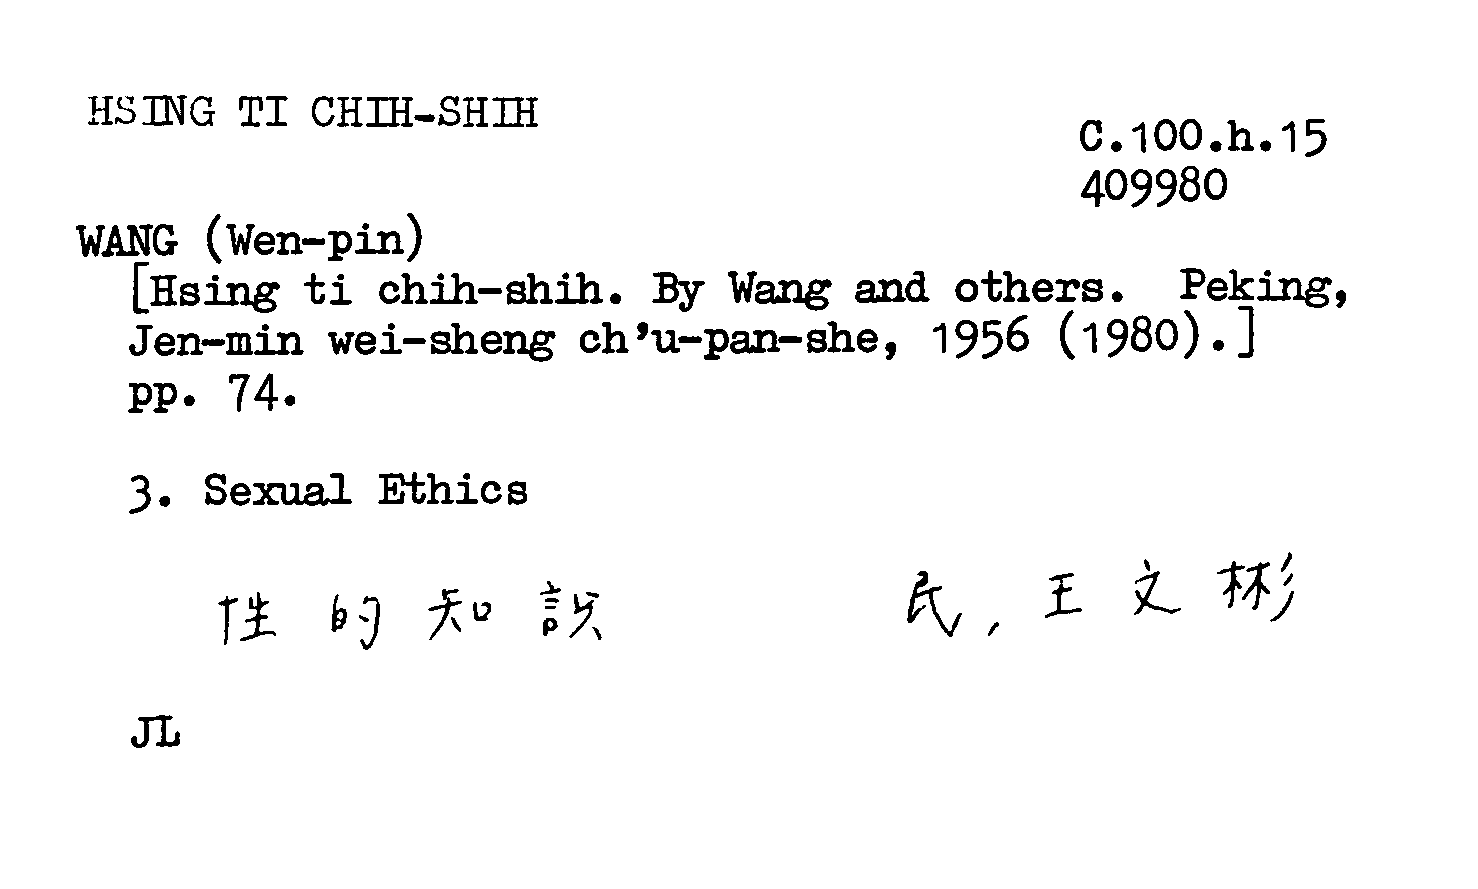 HSING TI CHIH-SHIH
C.100.h.15
409980
WANG (Wen-pin)
[Hsing ti chih-shih. By Wang and others. Peking,
Jen-min wei-sheng ch'u-pan-she, 1956 (1980).]
pp. 74.
3. Sexual Ethics
性的知識 民, 王文彬
JL